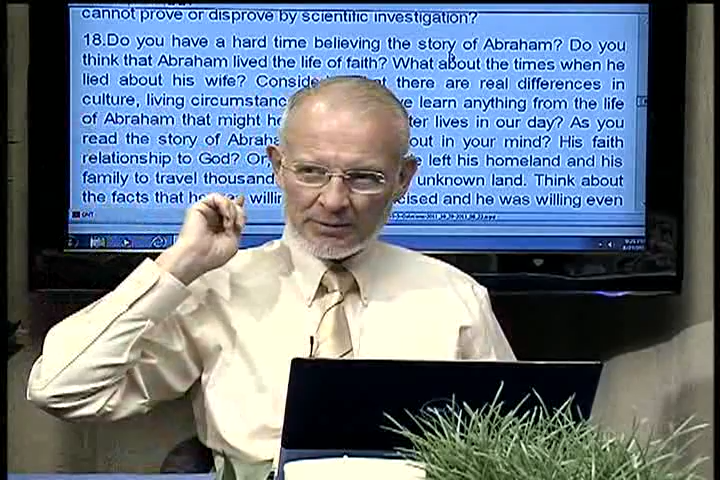 cannot prove or disprove by scientific investigation?
18.Do you have a hard time believing the story of Abraham? Do you
think that Abraham lived the life of faith? What about the times when he
lied about his wife? Conside at there are real differences in
culture, living circumstanc we learn anything from the life
of Abraham that might he ter lives in our day? As you
read the story of Abraha out in your mind? His faith
relationship to God? Or, e left his homeland and his
family to travel thousand unknown land. Think about
the facts that he was willin cised and he was willing even